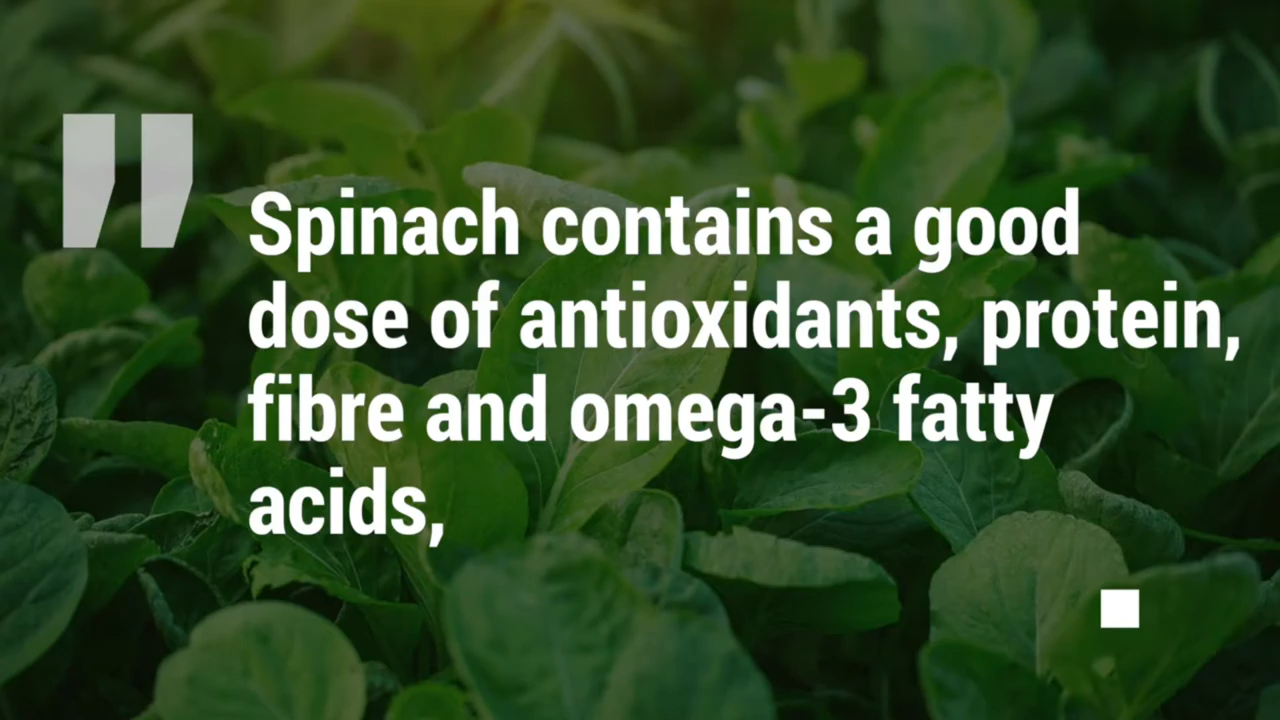 "
Spinach contains a good
dose of antioxidants, protein,
fibre and omega-3 fatty
acids,